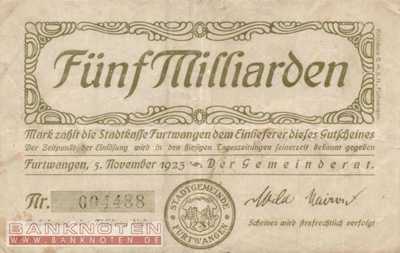 Fünf Milliarden
Mark zahlt die Stadtkasse Furtwangen dem Einlieferer dieses Gutscheines
Der Zeitpunkt der Einlösung wird in den hiesigen Tageszeitungen seinerzeit bekannt gegeben
Furtwangen, 5. November 1923 Der Gemeinderat.
Nr. 004488
STADTGEMEINDE FURTWANGEN
Scheines wird strafrechtlich verfolgt
BANKNOTEN
WWW.BANKNOTEN.DE